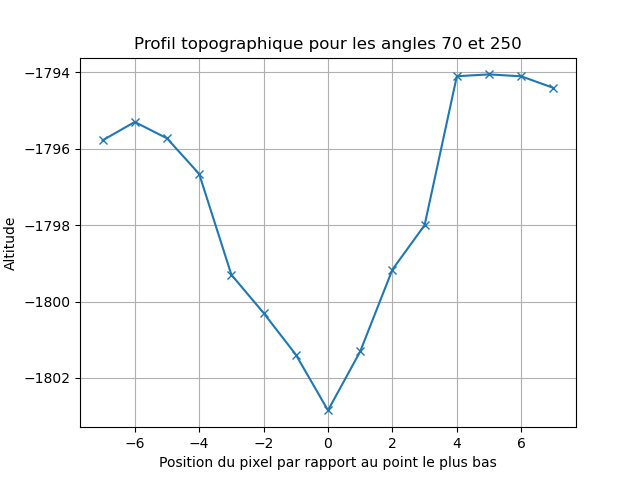 Profil topographique pour les angles 70 et 250
−1794
−1796
−1798
−1800
−1802
Altitude
−6 −4 −2 0 2 4 6
Position du pixel par rapport au point le plus bas